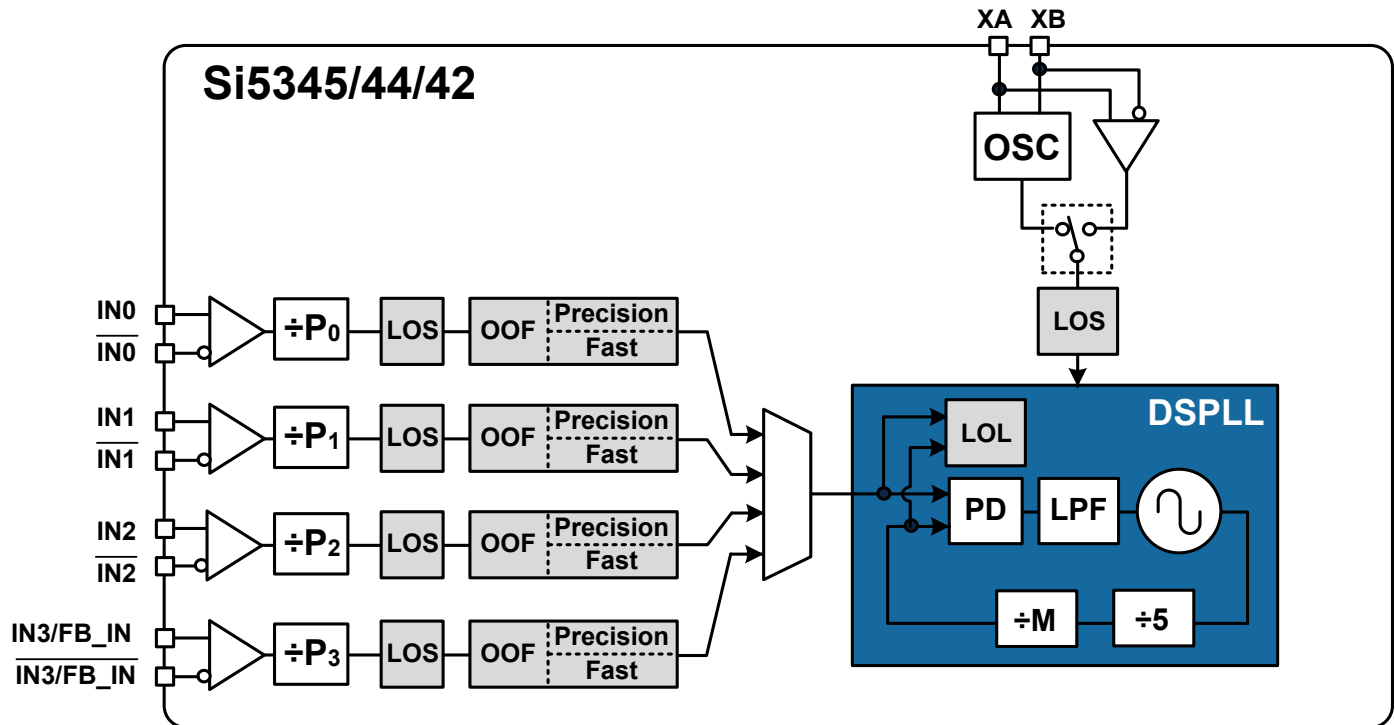 XA XB
Si5345/44/42
OSC
LOS
IN0
IN0
÷P0
LOS
OOF
Precision
Fast
IN1
IN1
÷P1
LOS
OOF
Precision
Fast
IN2
IN2
÷P2
LOS
OOF
Precision
Fast
IN3/FB_IN
IN3/FB_IN
÷P3
LOS
OOF
Precision
Fast
DSPLL
LOL
PD
LPF
÷M
÷5